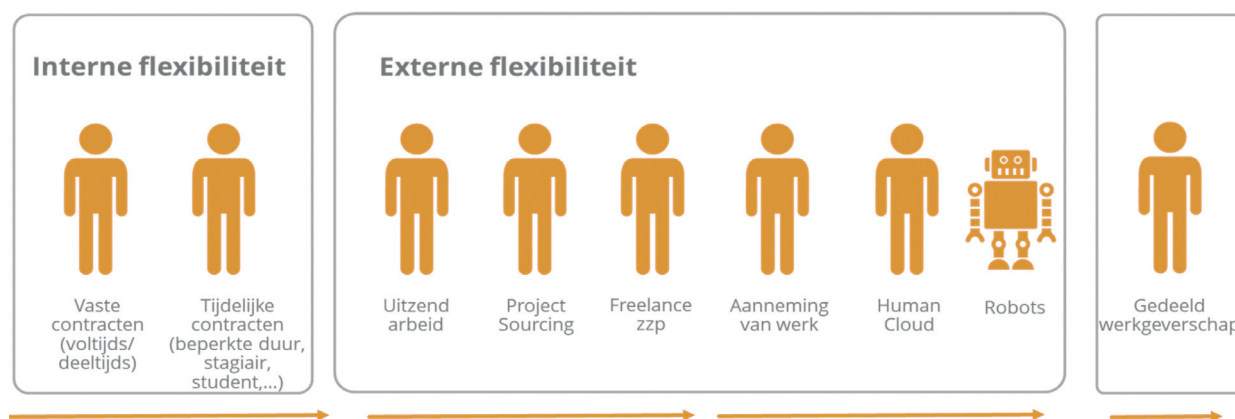 Interne flexibiliteit
Vaste
contracten
(voltijds/
deeltijds)
Tijdelijke
contracten
(beperkte duur,
stagiair,
student,...)
Externe flexibiliteit
Uitzend
arbeid
Project
Sourcing
Freelance
zzp
Aanneming
van werk
Human
Cloud
Robots
Gedeeld
werkgeverschap